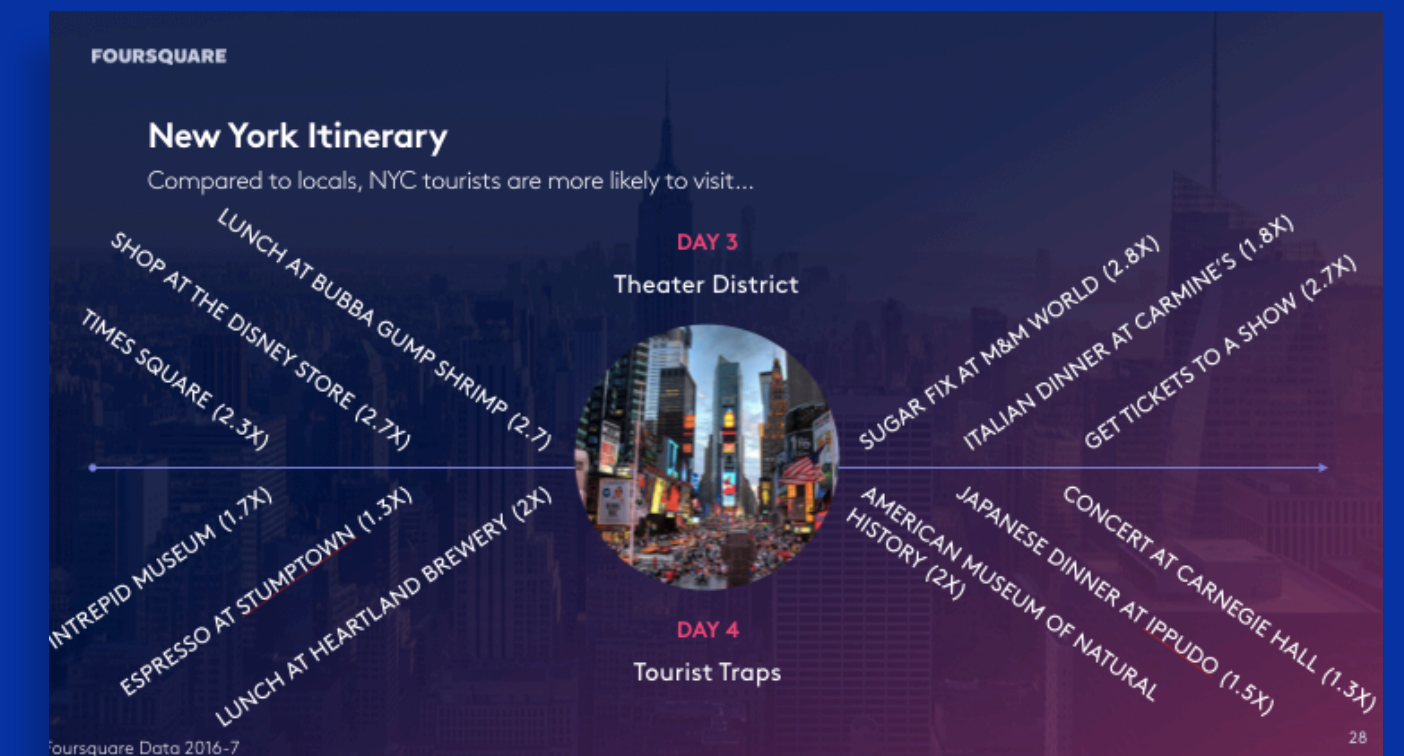 FOURSQUARE
New York Itinerary
Compared to locals, NYC tourists are more likely to visit...
DAY 3
Theater District
TIMES SQUARE (2.3X)
SHOP AT THE DISNEY STORE (2.7X)
LUNCH AT BUBBA GUMP SHRIMP (2.7)
SUGAR FIX AT M&M WORLD (2.8X)
ITALIAN DINNER AT CARMINE'S (1.8X)
GET TICKETS TO A SHOW (2.7X)
INTREPID MUSEUM (1.7X)
ESPRESSO AT STUMPTOWN (1.3X)
LUNCH AT HEARTLAND BREWERY (2X)
AMERICAN MUSEUM OF NATURAL
HISTORY (2X)
JAPANESE DINNER AT IPPUDO (1.5X)
CONCERT AT CARNEGIE HALL (1.3X)
DAY 4
Tourist Traps
Foursquare Data 2016-7
28